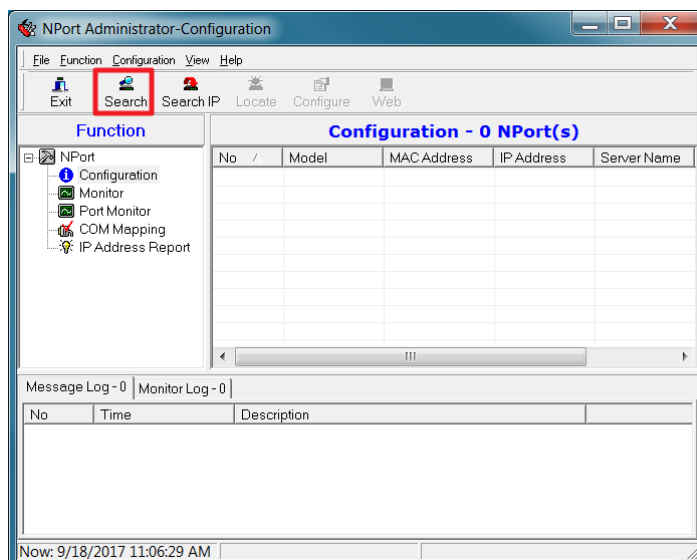 NPort Administrator-Configuration
File Function Configuration View Help
Exit Search Search IP Locate Configure Web
Function
Configuration - 0 NPort(s)
NPort
Configuration
Monitor
Port Monitor
COM Mapping
IP Address Report
No / Model MAC Address IP Address Server Name
Message Log - 0 Monitor Log - 0
No Time Description
Now: 9/18/2017 11:06:29 AM